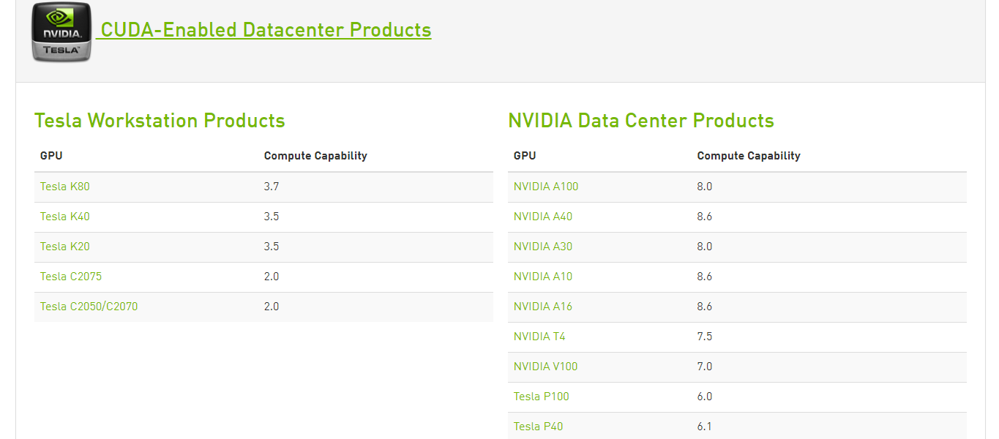 NVIDIA.
TESLA™
CUDA-Enabled Datacenter Products
Tesla Workstation Products
GPU Compute Capability
Tesla K80 3.7
Tesla K40 3.5
Tesla K20 3.5
Tesla C2075 2.0
Tesla C2050/C2070 2.0
NVIDIA Data Center Products
GPU Compute Capability
NVIDIA A100 8.0
NVIDIA A40 8.6
NVIDIA A30 8.0
NVIDIA A10 8.6
NVIDIA A16 8.6
NVIDIA T4 7.5
NVIDIA V100 7.0
Tesla P100 6.0
Tesla P40 6.1